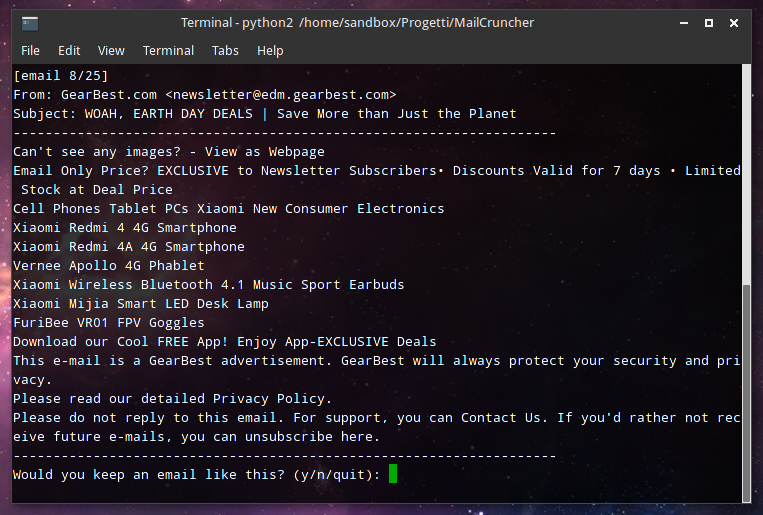 Terminal - python2 /home/sandbox/Progetti/MailCruncher
File Edit View Terminal Tabs Help
[email 8/25]
From: GearBest.com <newsletter@edm.gearbest.com>
Subject: WOAH, EARTH DAY DEALS | Save More than Just the Planet
---------------------------------------------------------------------------
Can't see any images? - View as Webpage
Email Only Price? EXCLUSIVE to Newsletter Subscribers• Discounts Valid for 7 days • Limited
Stock at Deal Price
Cell Phones Tablet PCs Xiaomi New Consumer Electronics
Xiaomi Redmi 4 4G Smartphone
Xiaomi Redmi 4A 4G Smartphone
Vernee Apollo 4G Phablet
Xiaomi Wireless Bluetooth 4.1 Music Sport Earbuds
Xiaomi Mijia Smart LED Desk Lamp
FuriBee VR01 FPV Goggles
Download our Cool FREE App! Enjoy App-EXCLUSIVE Deals
This e-mail is a GearBest advertisement. GearBest will always protect your security and pri
vacy.
Please read our detailed Privacy Policy.
Please do not reply to this email. For support, you can Contact Us. If you'd rather not rec
eive future e-mails, you can unsubscribe here.
---------------------------------------------------------------------------
Would you keep an email like this? (y/n/quit):